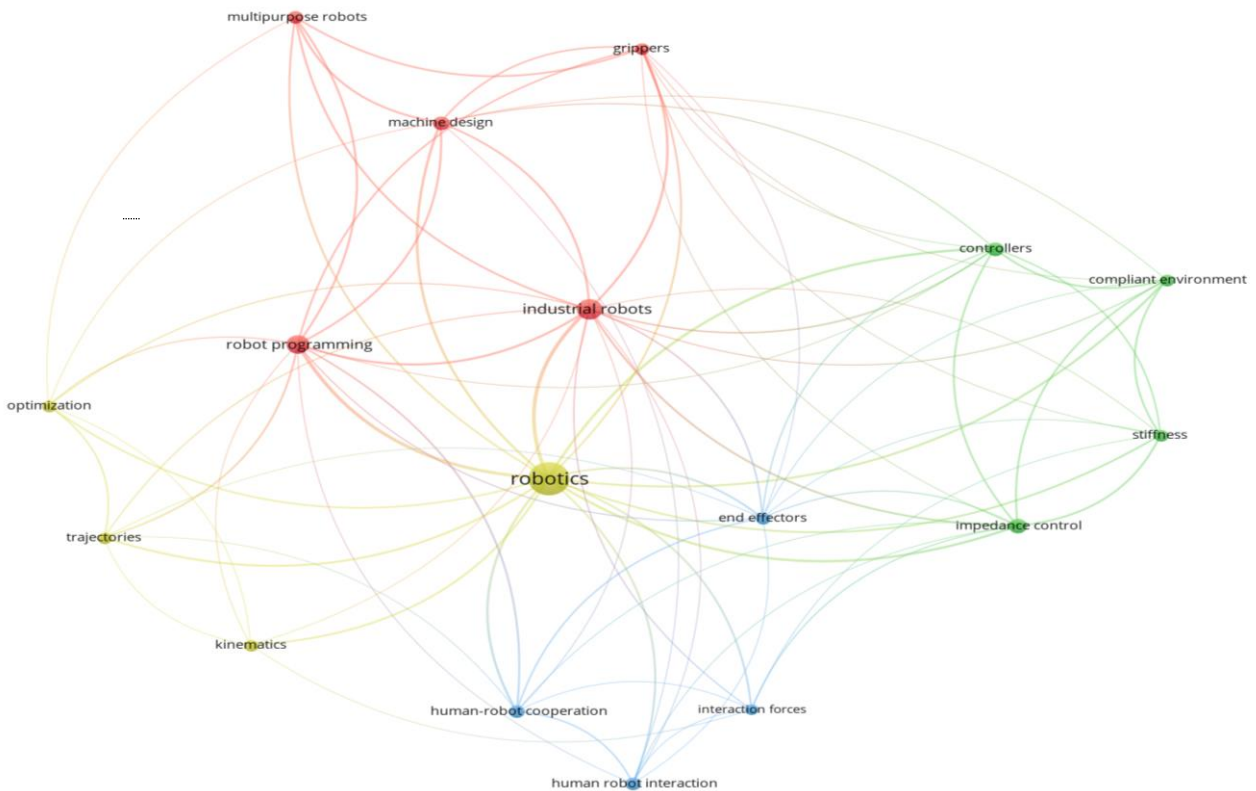 multipurpose robots
grippers
machine design
.......
controllers
compliant environment
industrial robots
robot programming
optimization
stiffness
robotics
end effectors
impedance control
trajectories
kinematics
human-robot cooperation
interaction forces
human robot interaction